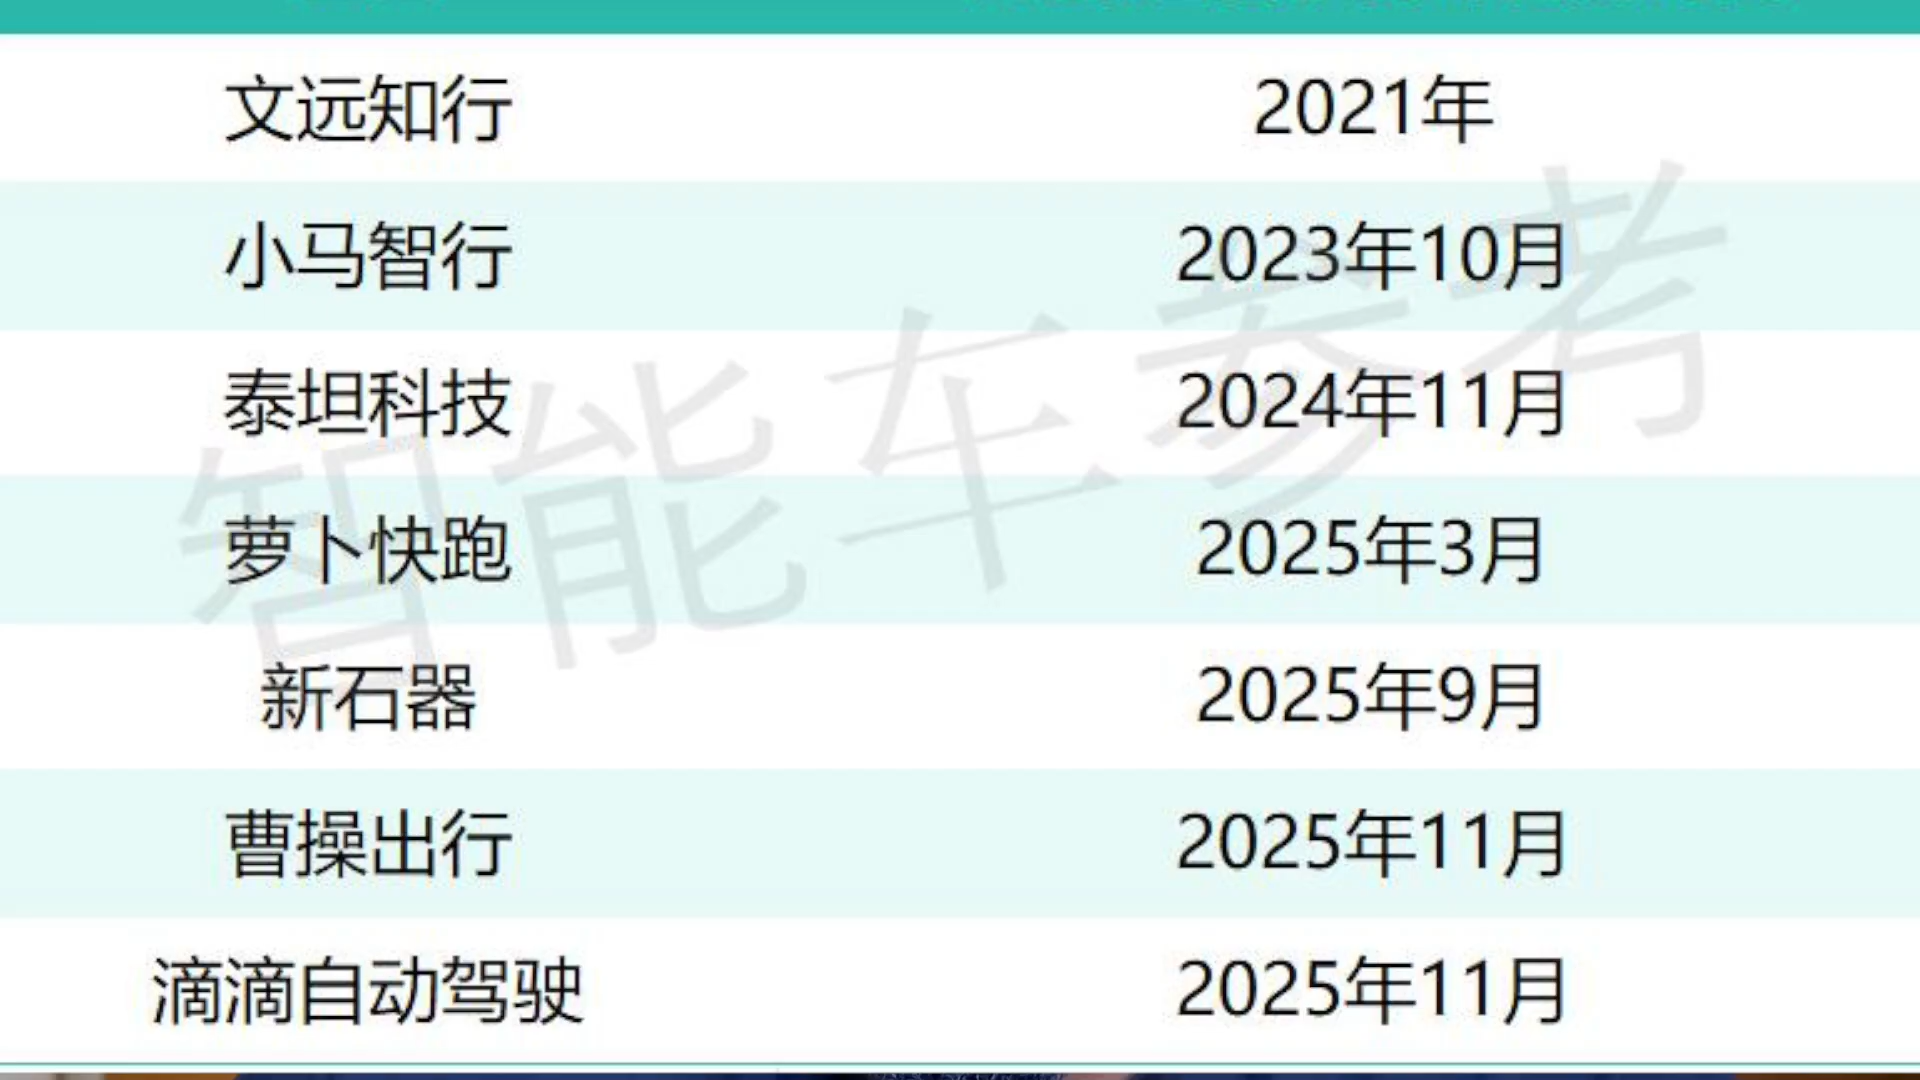 文远知行 2021年
小马智行 2023年10月
泰坦科技 2024年11月
萝卜快跑 2025年3月
新石器 2025年9月
曹操出行 2025年11月
滴滴自动驾驶 2025年11月
智能车参考